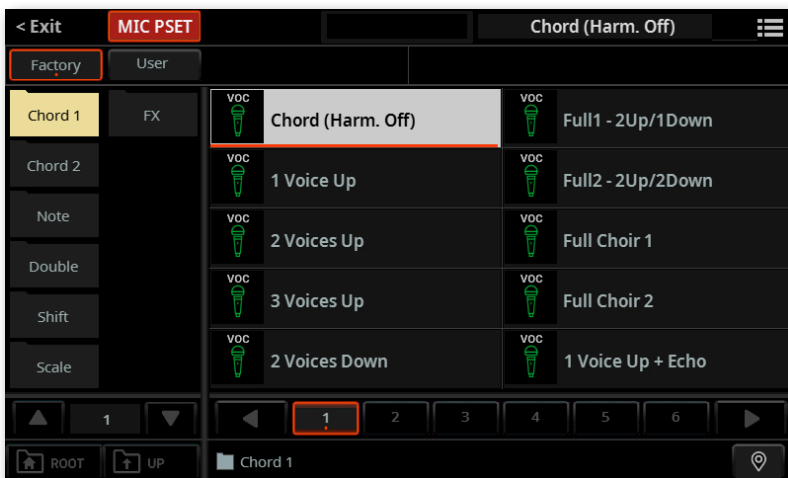 < Exit MIC PSET Chord (Harm. Off)
Factory User
Chord 1 FX VOC Chord (Harm. Off) VOC Full1 - 2Up/1Down
Chord 2 VOC 1 Voice Up VOC Full2 - 2Up/2Down
Note VOC 2 Voices Up VOC Full Choir 1
Double VOC 3 Voices Up VOC Full Choir 2
Shift
Scale VOC 2 Voices Down VOC 1 Voice Up + Echo
1 1 2 3 4 5 6
ROOT UP Chord 1